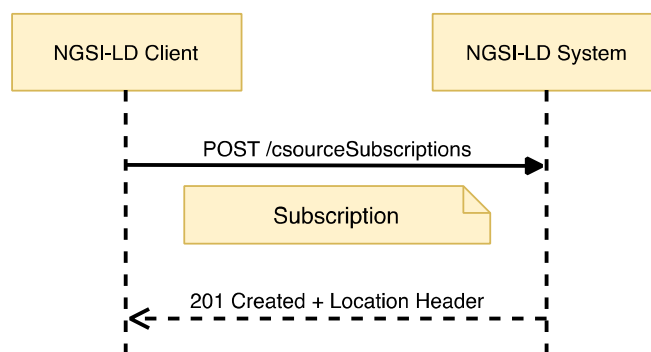 NGSI-LD Client
NGSI-LD System
POST /csourceSubscriptions
Subscription
201 Created + Location Header